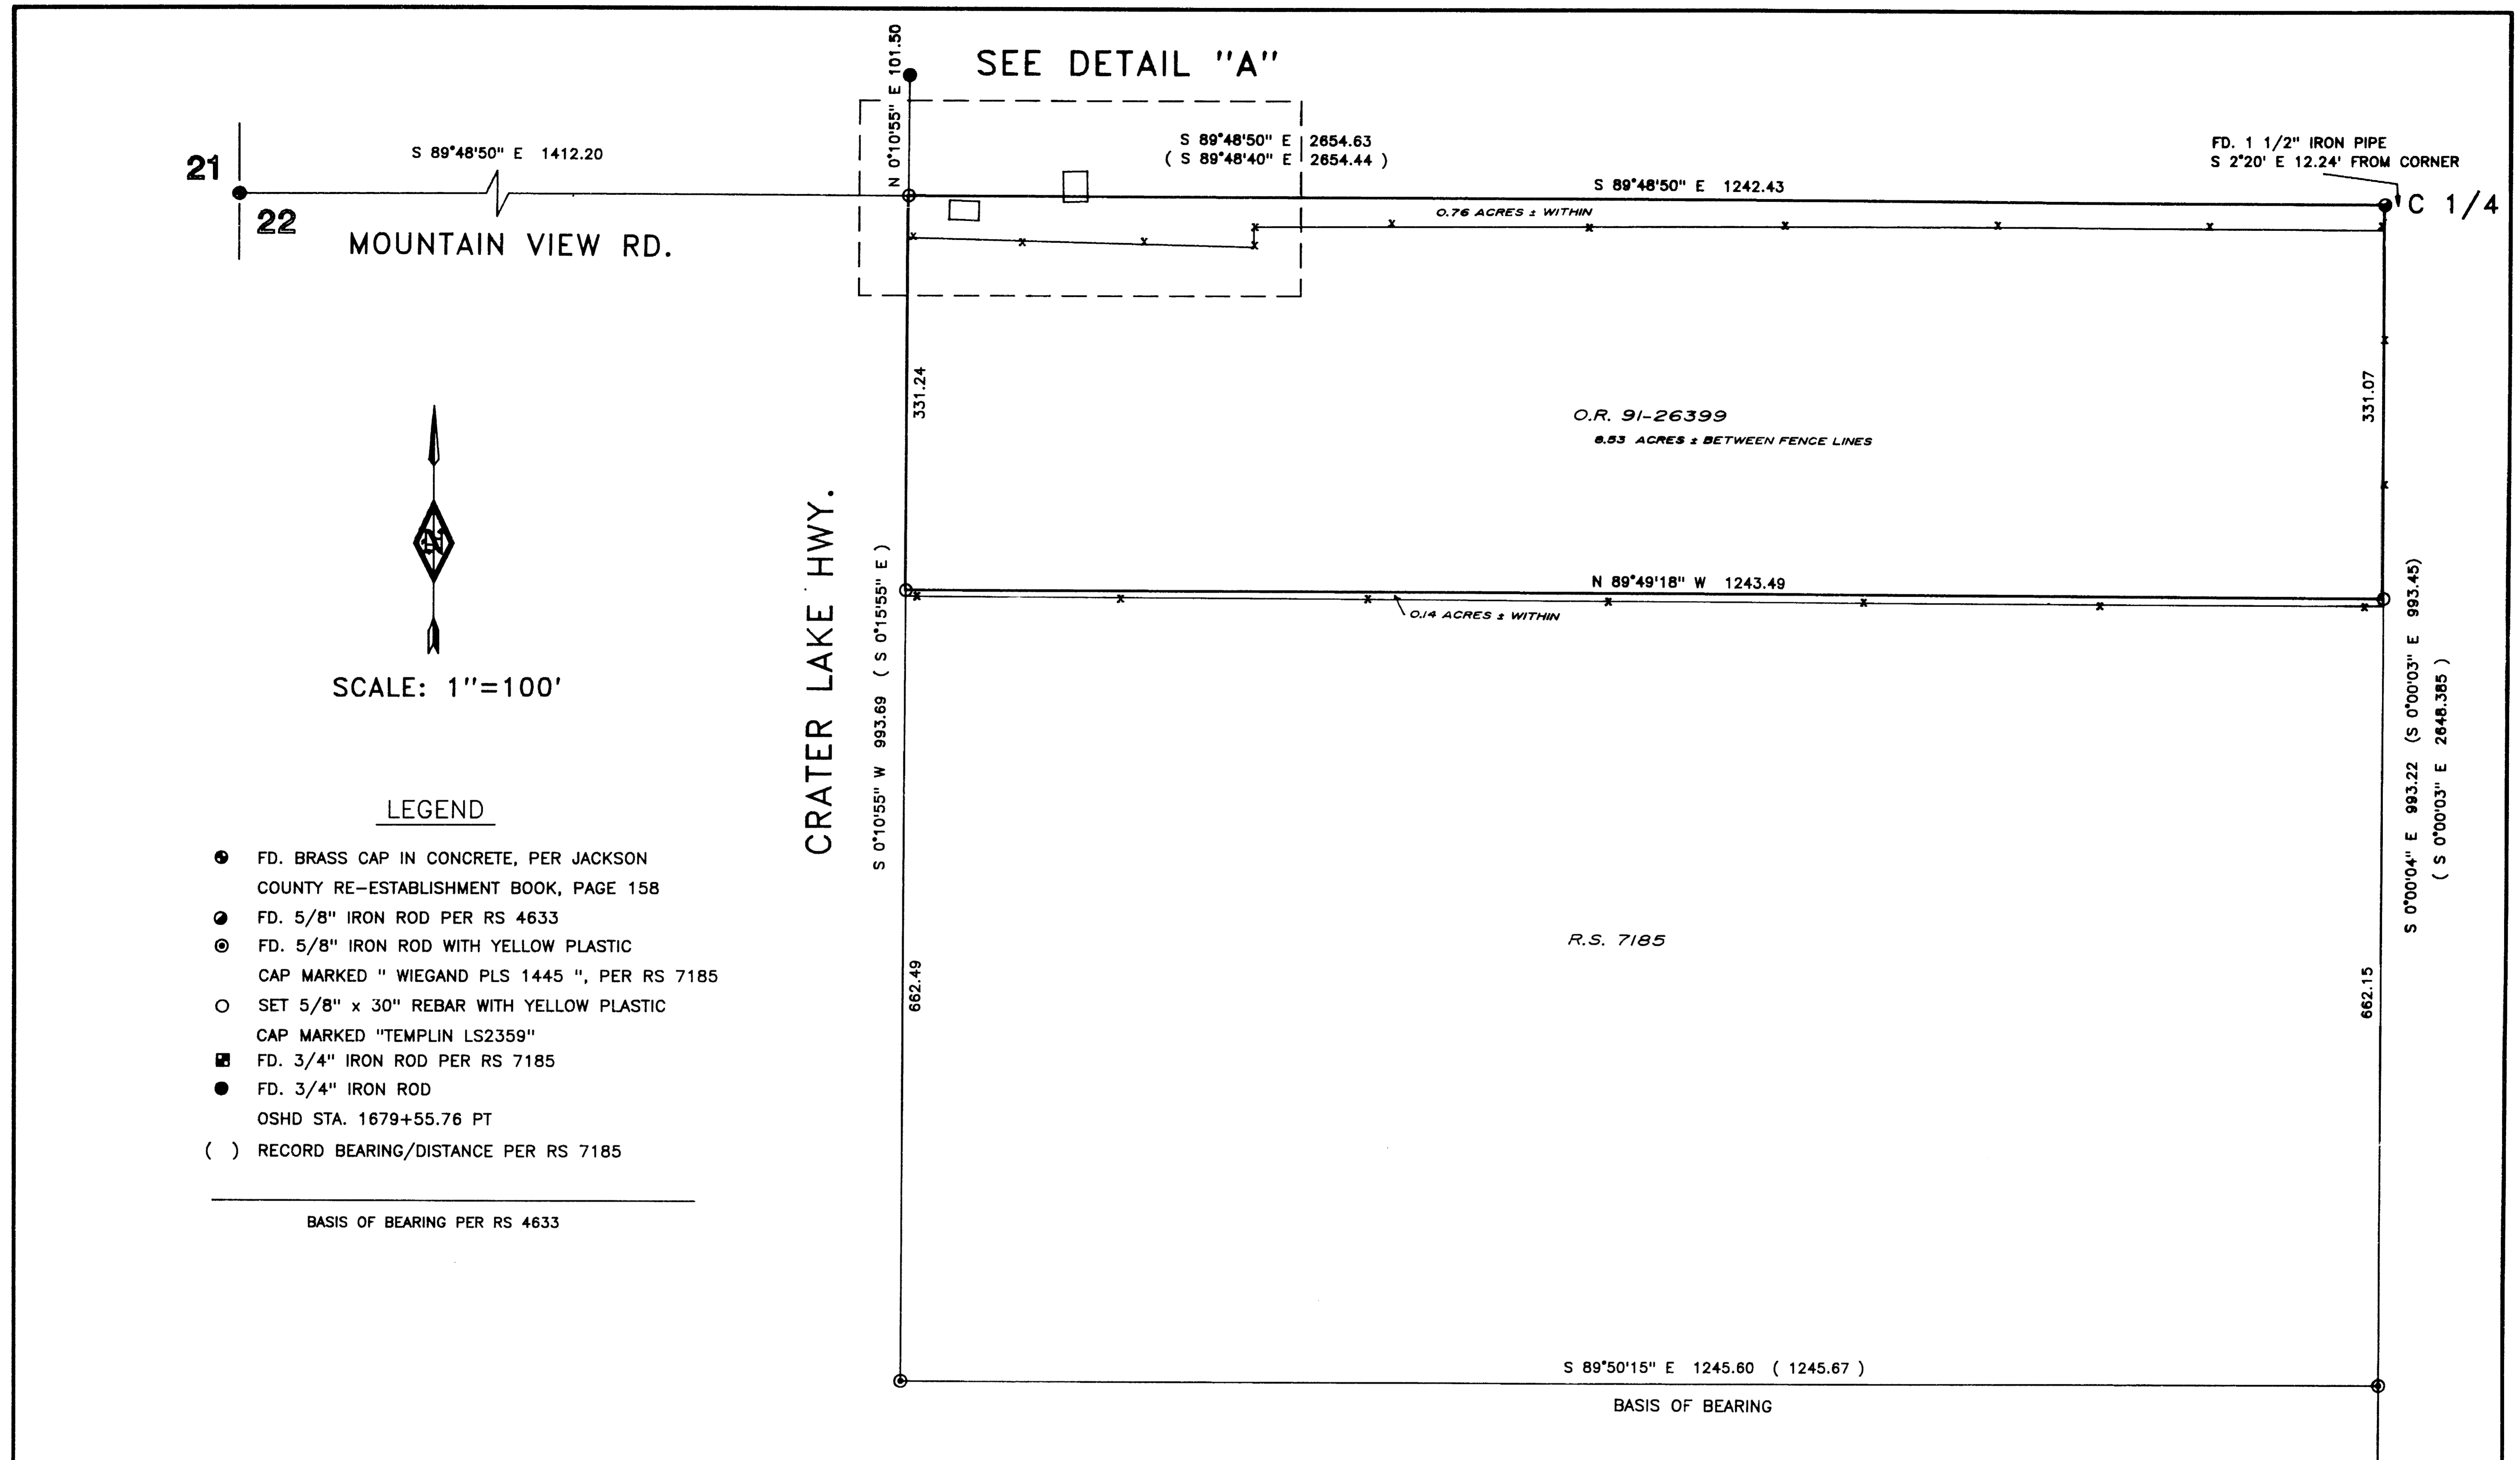 SEE DETAIL "A"
N 0°10'55" E 101.50
S 89°48'50" E 1412.20
21
22
MOUNTAIN VIEW RD.
S 89°48'50" E 2654.63
( S 89°48'40" E 2654.44 )
FD. 1 1/2" IRON PIPE
S 2°20' E 12.24' FROM CORNER
S 89°48'50" E 1242.43
0.76 ACRES ± WITHIN
C 1/4
331.24
331.07
O.R. 91-26399
8.53 ACRES ± BETWEEN FENCE LINES
SCALE: 1"=100'
CRATER LAKE HWY.
S 0°10'55" W 993.69 ( S 0°15'55" E )
N 89°49'18" W 1243.49
0.14 ACRES ± WITHIN
S 0°00'04" E 993.22 (S 0°00'03" E 993.45)
( S 0°00'03" E 2648.385 )
LEGEND
FD. BRASS CAP IN CONCRETE, PER JACKSON
COUNTY RE-ESTABLISHMENT BOOK, PAGE 158
FD. 5/8" IRON ROD PER RS 4633
FD. 5/8" IRON ROD WITH YELLOW PLASTIC
CAP MARKED " WIEGAND PLS 1445 ", PER RS 7185
SET 5/8" x 30" REBAR WITH YELLOW PLASTIC
CAP MARKED "TEMPLIN LS2359"
FD. 3/4" IRON ROD PER RS 7185
FD. 3/4" IRON ROD
OSHD STA. 1679+55.76 PT
( ) RECORD BEARING/DISTANCE PER RS 7185
BASIS OF BEARING PER RS 4633
R.S. 7185
662.49
662.15
S 89°50'15" E 1245.60 ( 1245.67 )
BASIS OF BEARING